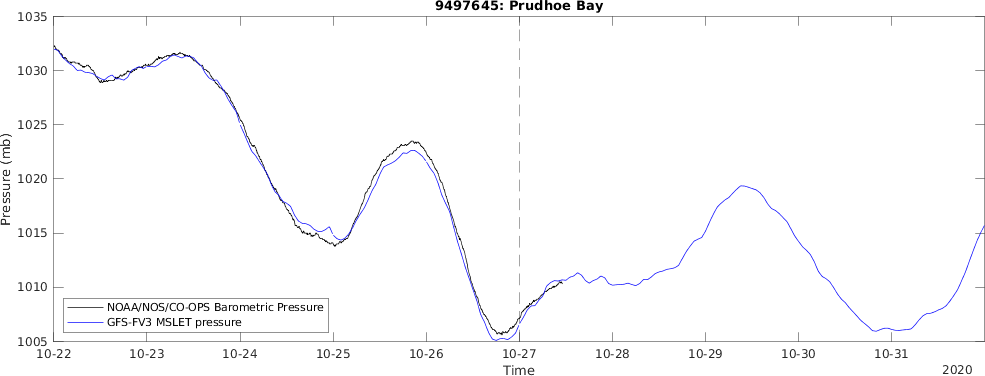 9497645: Prudhoe Bay
1035
1030
1025
1020
1015
1010
1005
Pressure (mb)
NOAA/NOS/CO-OPS Barometric Pressure
GFS-FV3 MSLET pressure
10-22 10-23 10-24 10-25 10-26 10-27 10-28 10-29 10-30 10-31
Time
2020